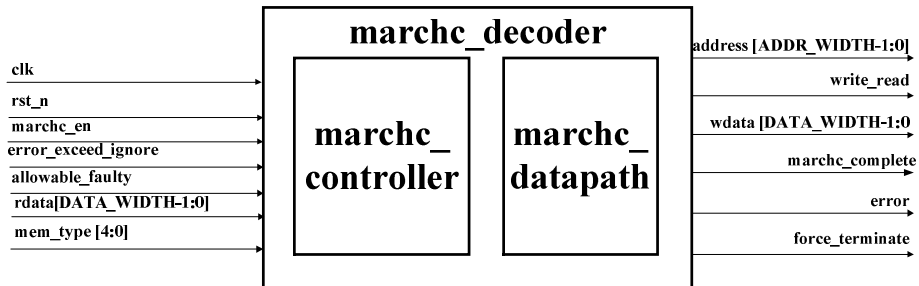 marchc_decoder
clk
rst_n
marchc_en
error_exceed_ignore
allowable_faulty
rdata[DATA_WIDTH-1:0]
mem_type [4:0]
marchc_
controller
marchc_
datapath
address [ADDR_WIDTH-1:0]
write_read
wdata [DATA_WIDTH-1:0
marchc_complete
error
force_terminate